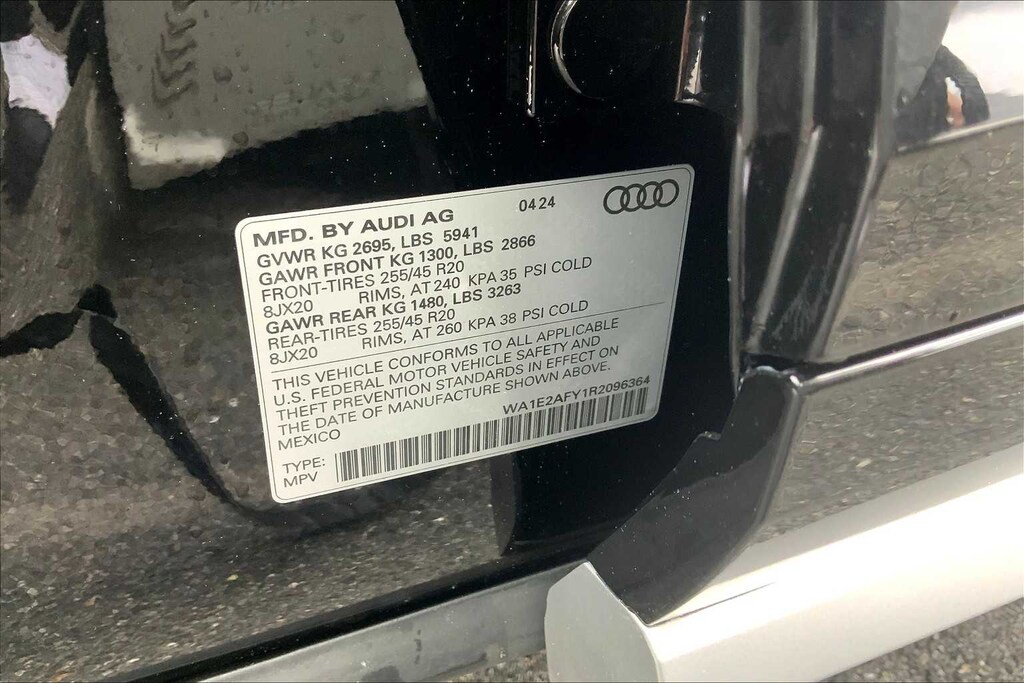 MFD. BY AUDI AG 0424
GVWR KG 2695, LBS 5941
GAWR FRONT KG 1300, LBS 2866
FRONT-TIRES 255/45 R20
8JX20 RIMS, AT 240 KPA 35 PSI COLD
GAWR REAR KG 1480, LBS 3263
REAR-TIRES 255/45 R20
8JX20 RIMS, AT 260 KPA 38 PSI COLD
THIS VEHICLE CONFORMS TO ALL APPLICABLE
U.S. FEDERAL MOTOR VEHICLE SAFETY AND
THEFT PREVENTION STANDARDS IN EFFECT ON
THE DATE OF MANUFACTURE SHOWN ABOVE.
MEXICO WA1E2AFY1R2096364
TYPE:
MPV